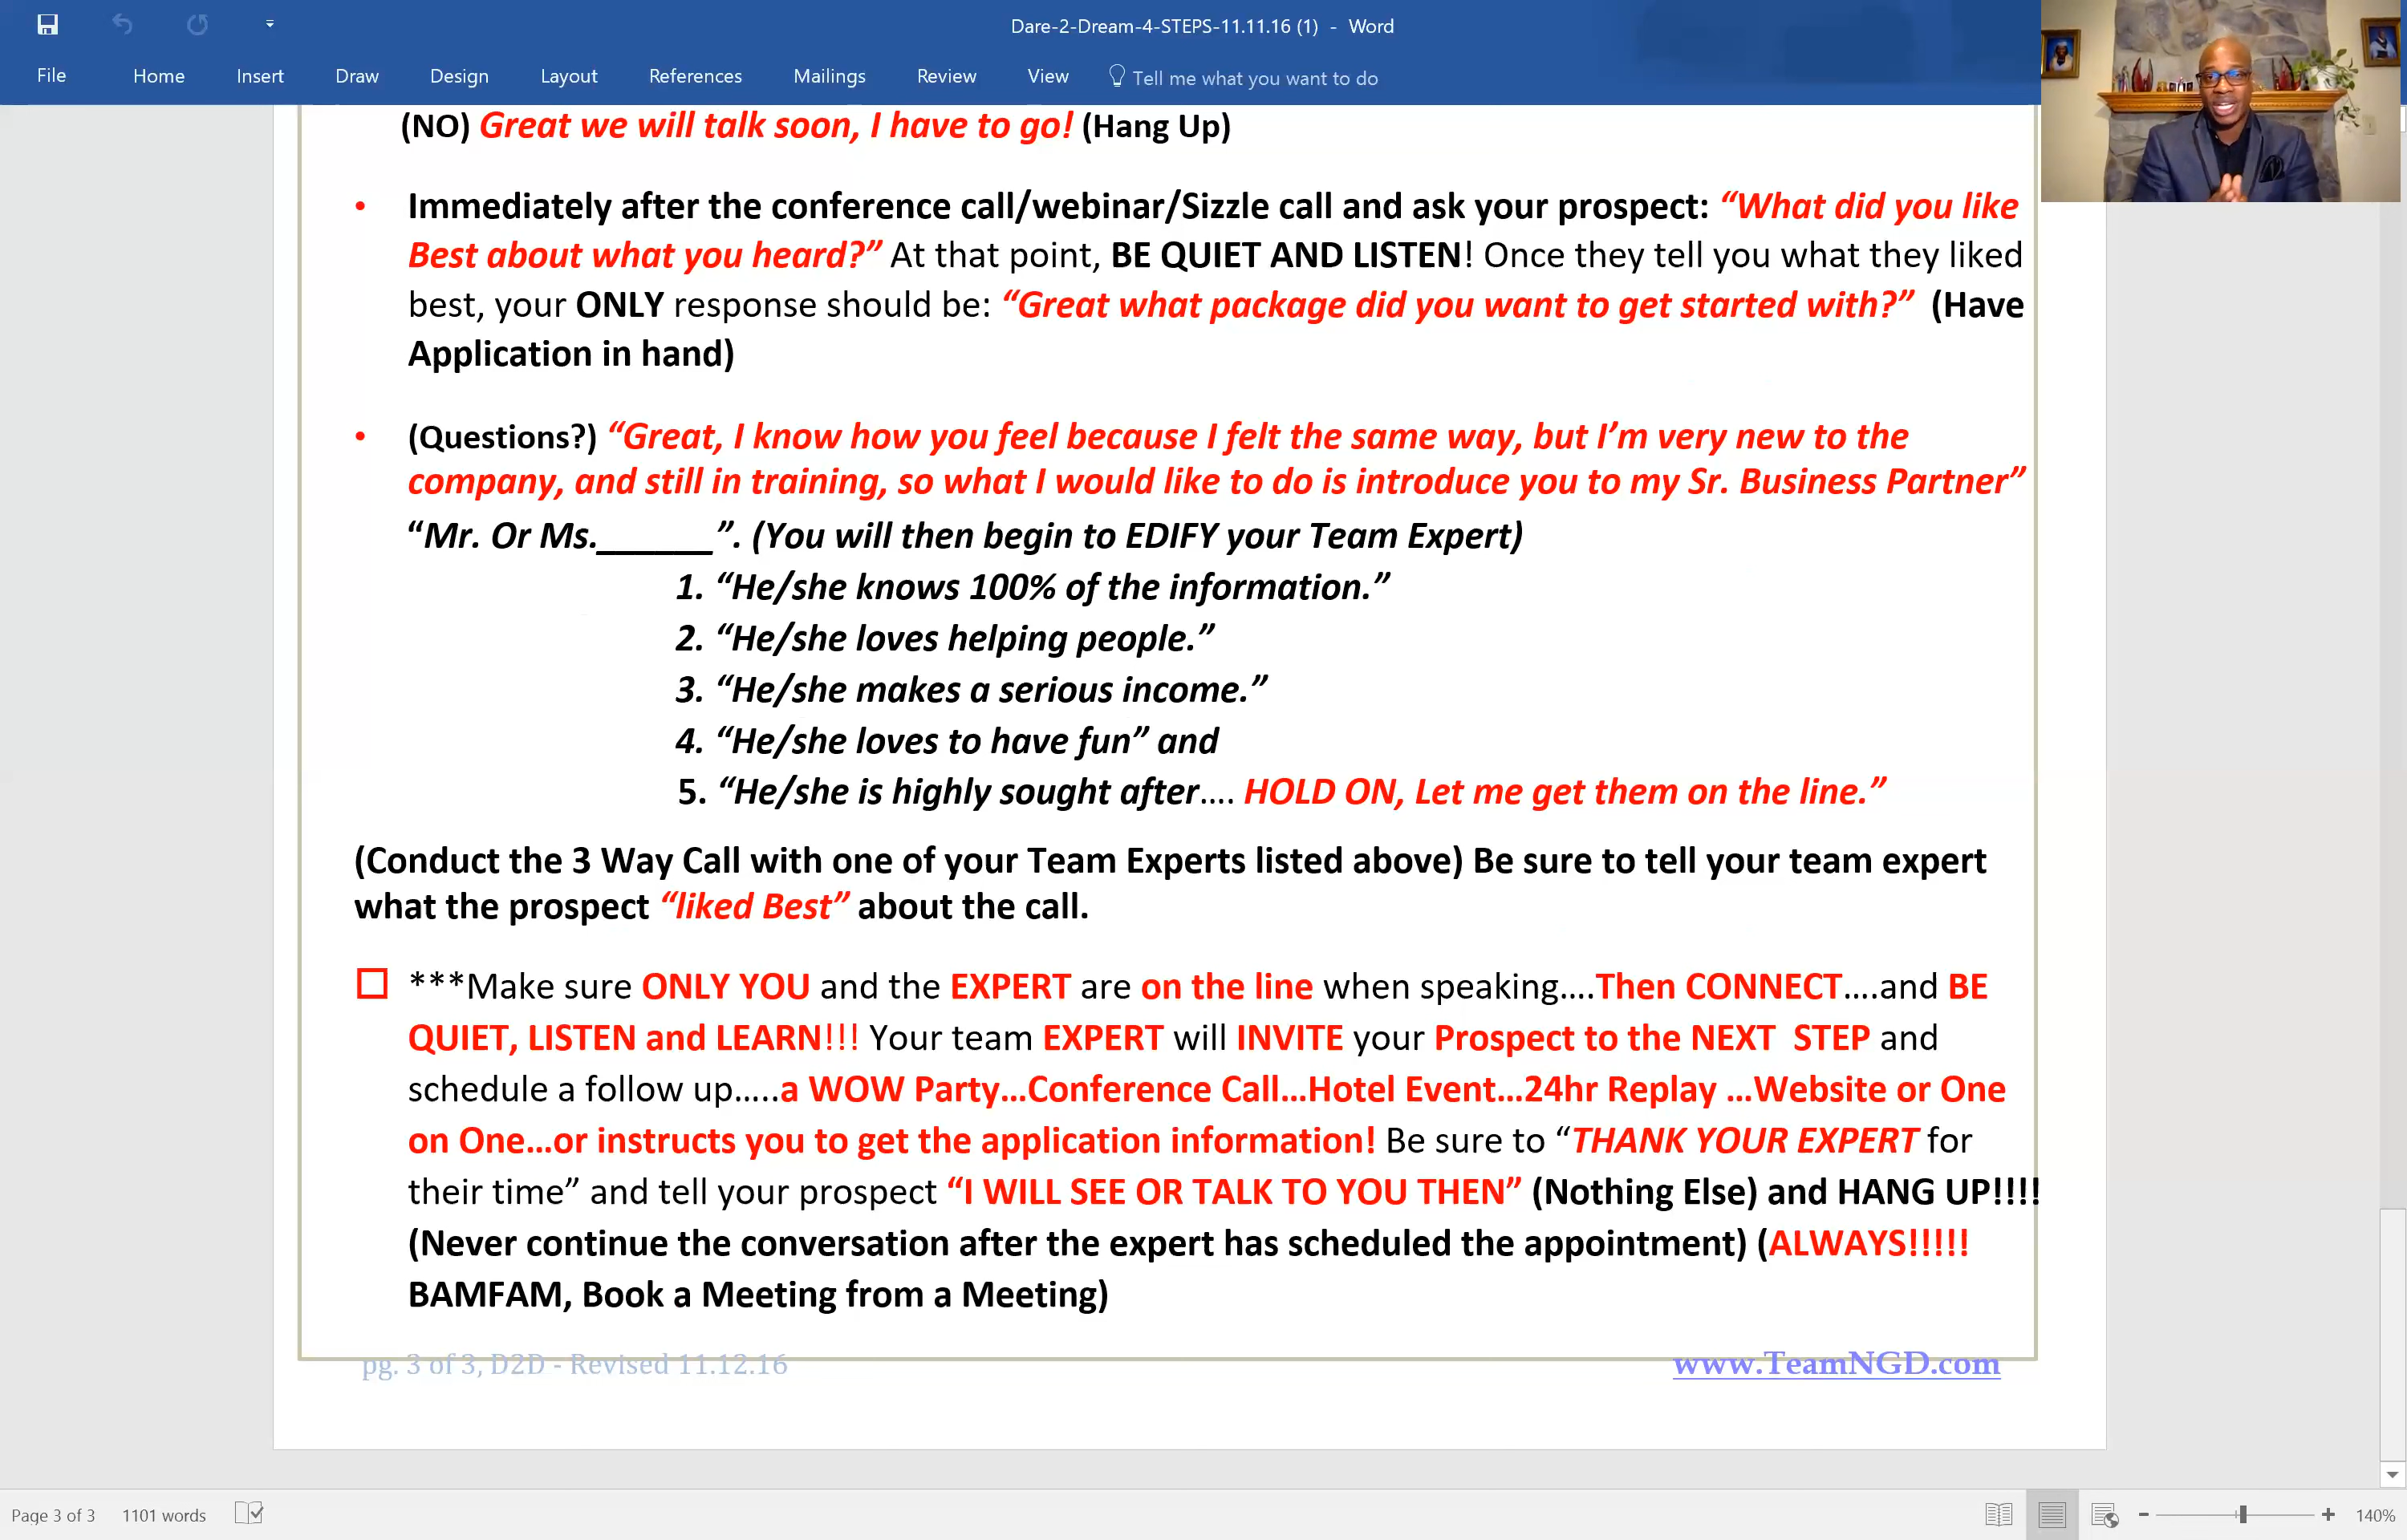 Dare-2-Dream-4-STEPS-11.11.16 (1) - Word
File Home Insert Draw Design Layout References Mailings Review View Tell me what you want to do
(NO) Great we will talk soon, I have to go! (Hang Up)
• Immediately after the conference call/webinar/Sizzle call and ask your prospect: “What did you like
Best about what you heard?” At that point, BE QUIET AND LISTEN! Once they tell you what they liked
best, your ONLY response should be: “Great what package did you want to get started with?” (Have
Application in hand)
• (Questions?) “Great, I know how you feel because I felt the same way, but I’m very new to the
company, and still in training, so what I would like to do is introduce you to my Sr. Business Partner”
“Mr. Or Ms.______”. (You will then begin to EDIFY your Team Expert)
1. “He/she knows 100% of the information.”
2. “He/she loves helping people.”
3. “He/she makes a serious income.”
4. “He/she loves to have fun” and
5. “He/she is highly sought after.... HOLD ON, Let me get them on the line.”
(Conduct the 3 Way Call with one of your Team Experts listed above) Be sure to tell your team expert
what the prospect “liked Best” about the call.
***Make sure ONLY YOU and the EXPERT are on the line when speaking....Then CONNECT....and BE
QUIET, LISTEN and LEARN!!! Your team EXPERT will INVITE your Prospect to the NEXT STEP and
schedule a follow up.....a WOW Party...Conference Call...Hotel Event...24hr Replay ...Website or One
on One...or instructs you to get the application information! Be sure to “THANK YOUR EXPERT for
their time” and tell your prospect “I WILL SEE OR TALK TO YOU THEN” (Nothing Else) and HANG UP!!!!
(Never continue the conversation after the expert has scheduled the appointment) (ALWAYS!!!!!
BAMFAM, Book a Meeting from a Meeting)
pg. 3 of 3, D2D - Revised 11.12.16 www.TeamNGD.com
Page 3 of 3 1101 words 140%